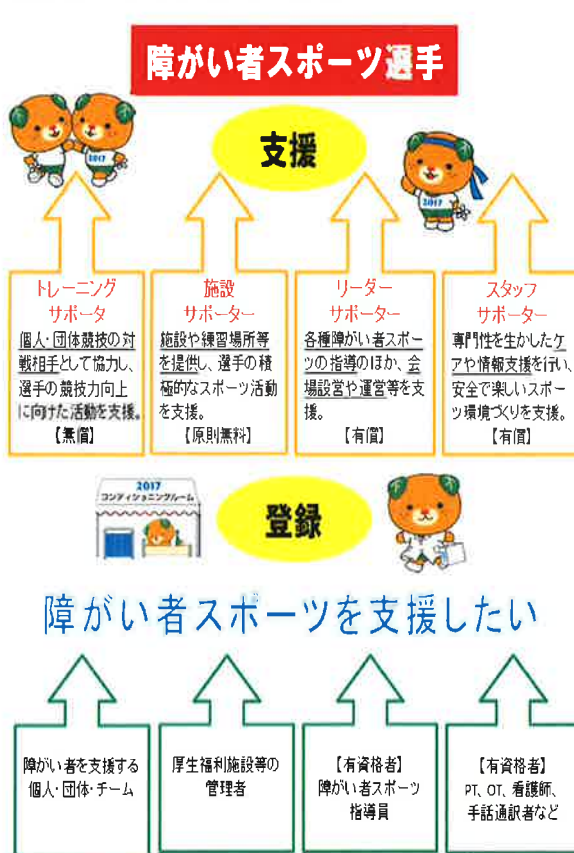 障がい者スポーツ選手
支援
2017
2017
トレーニング
サポータ
個人・団体競技の対
戦相手として協力し、
選手の競技力向上
に向けた活動を支援。
【無償】
施設
サポーター
施設や練習場所等
を提供し、選手の積
極的なスポーツ活動
を支援。
【原則無料】
リーダー
サポーター
各種障がい者スポー
ツの指導のほか、会
場設営や運営等を支
援。
【有償】
スタッフ
サポーター
専門性を生かしたケ
アや情報支援を行い、
安全で楽しいスポー
ツ環境づくりを支援。
【有償】
2017
コンディショニングルーム
登録
障がい者スポーツを支援したい
障がい者を支援する
個人・団体・チーム
厚生福利施設等の
管理者
【有資格者】
障がい者スポーツ
指導員
【有資格者】
PT、OT、看護師、
手話通訳者など